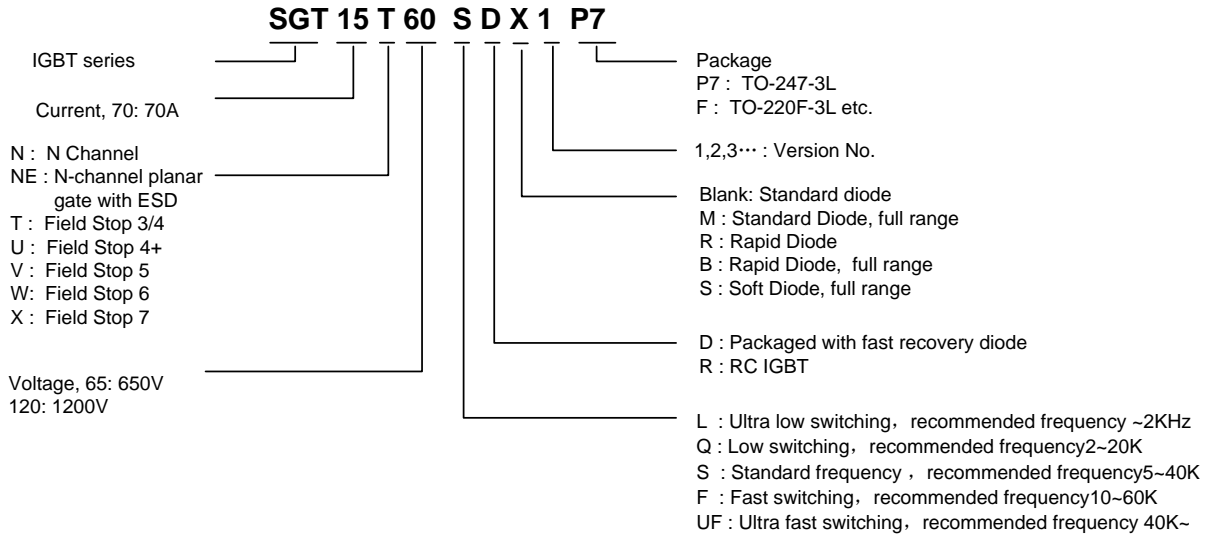 SGT 15 T 60 S D X 1 P7
IGBT series
Current, 70: 70A
N : N Channel
NE : N-channel planar
gate with ESD
T : Field Stop 3/4
U : Field Stop 4+
V : Field Stop 5
W: Field Stop 6
X : Field Stop 7
Voltage, 65: 650V
120: 1200V
Package
P7 : TO-247-3L
F : TO-220F-3L etc.
1,2,3… : Version No.
Blank: Standard diode
M : Standard Diode, full range
R : Rapid Diode
B : Rapid Diode, full range
S : Soft Diode, full range
D : Packaged with fast recovery diode
R : RC IGBT
L : Ultra low switching，recommended frequency ~2KHz
Q : Low switching，recommended frequency2~20K
S : Standard frequency ，recommended frequency5~40K
F : Fast switching，recommended frequency10~60K
UF : Ultra fast switching，recommended frequency 40K~